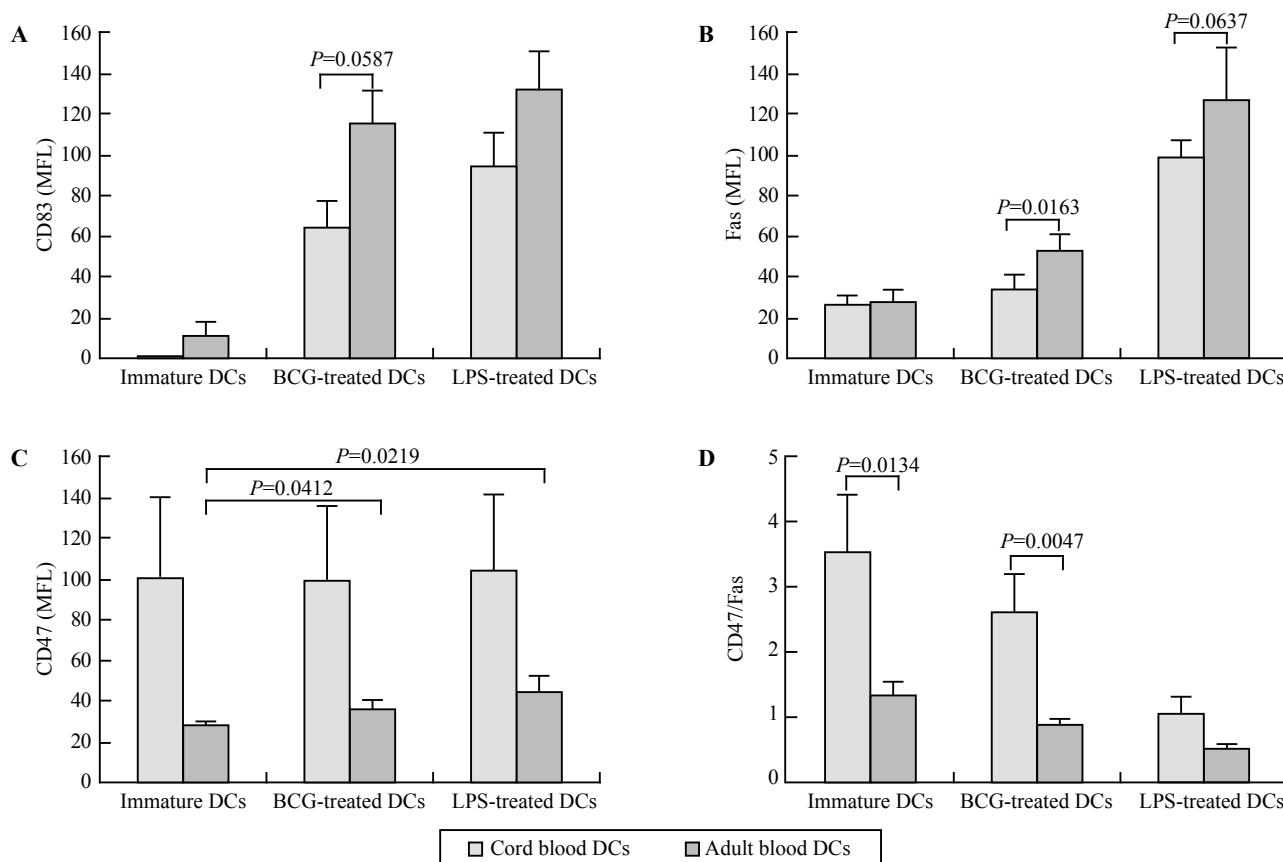 A
CD83 (MFL)
160
140
120
100
80
60
40
20
0
P=0.0587
Immature DCs BCG-treated DCs LPS-treated DCs
B
Fas (MFL)
160
140
120
100
80
60
40
20
0
P=0.0637
P=0.0163
Immature DCs BCG-treated DCs LPS-treated DCs
C
CD47 (MFL)
160
140
120
100
80
60
40
20
0
P=0.0219
P=0.0412
Immature DCs BCG-treated DCs LPS-treated DCs
D
CD47/Fas
5
4
3
2
1
0
P=0.0134
P=0.0047
Immature DCs BCG-treated DCs LPS-treated DCs
Cord blood DCs Adult blood DCs